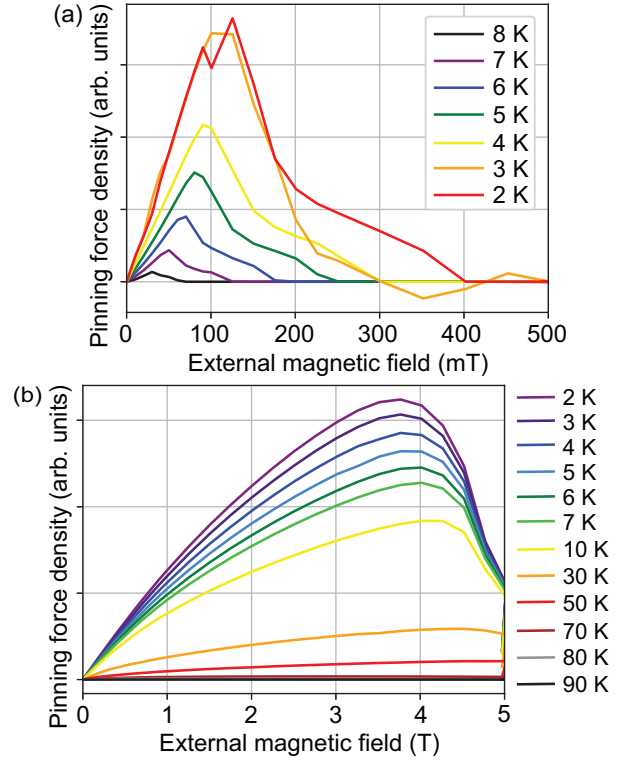 (a)
Pinning force density (arb. units)
8 K
7 K
6 K
5 K
4 K
3 K
2 K
0 100 200 300 400 500
External magnetic field (mT)
(b)
Pinning force density (arb. units)
2 K
3 K
4 K
5 K
6 K
7 K
10 K
30 K
50 K
70 K
80 K
90 K
0 1 2 3 4 5
External magnetic field (T)